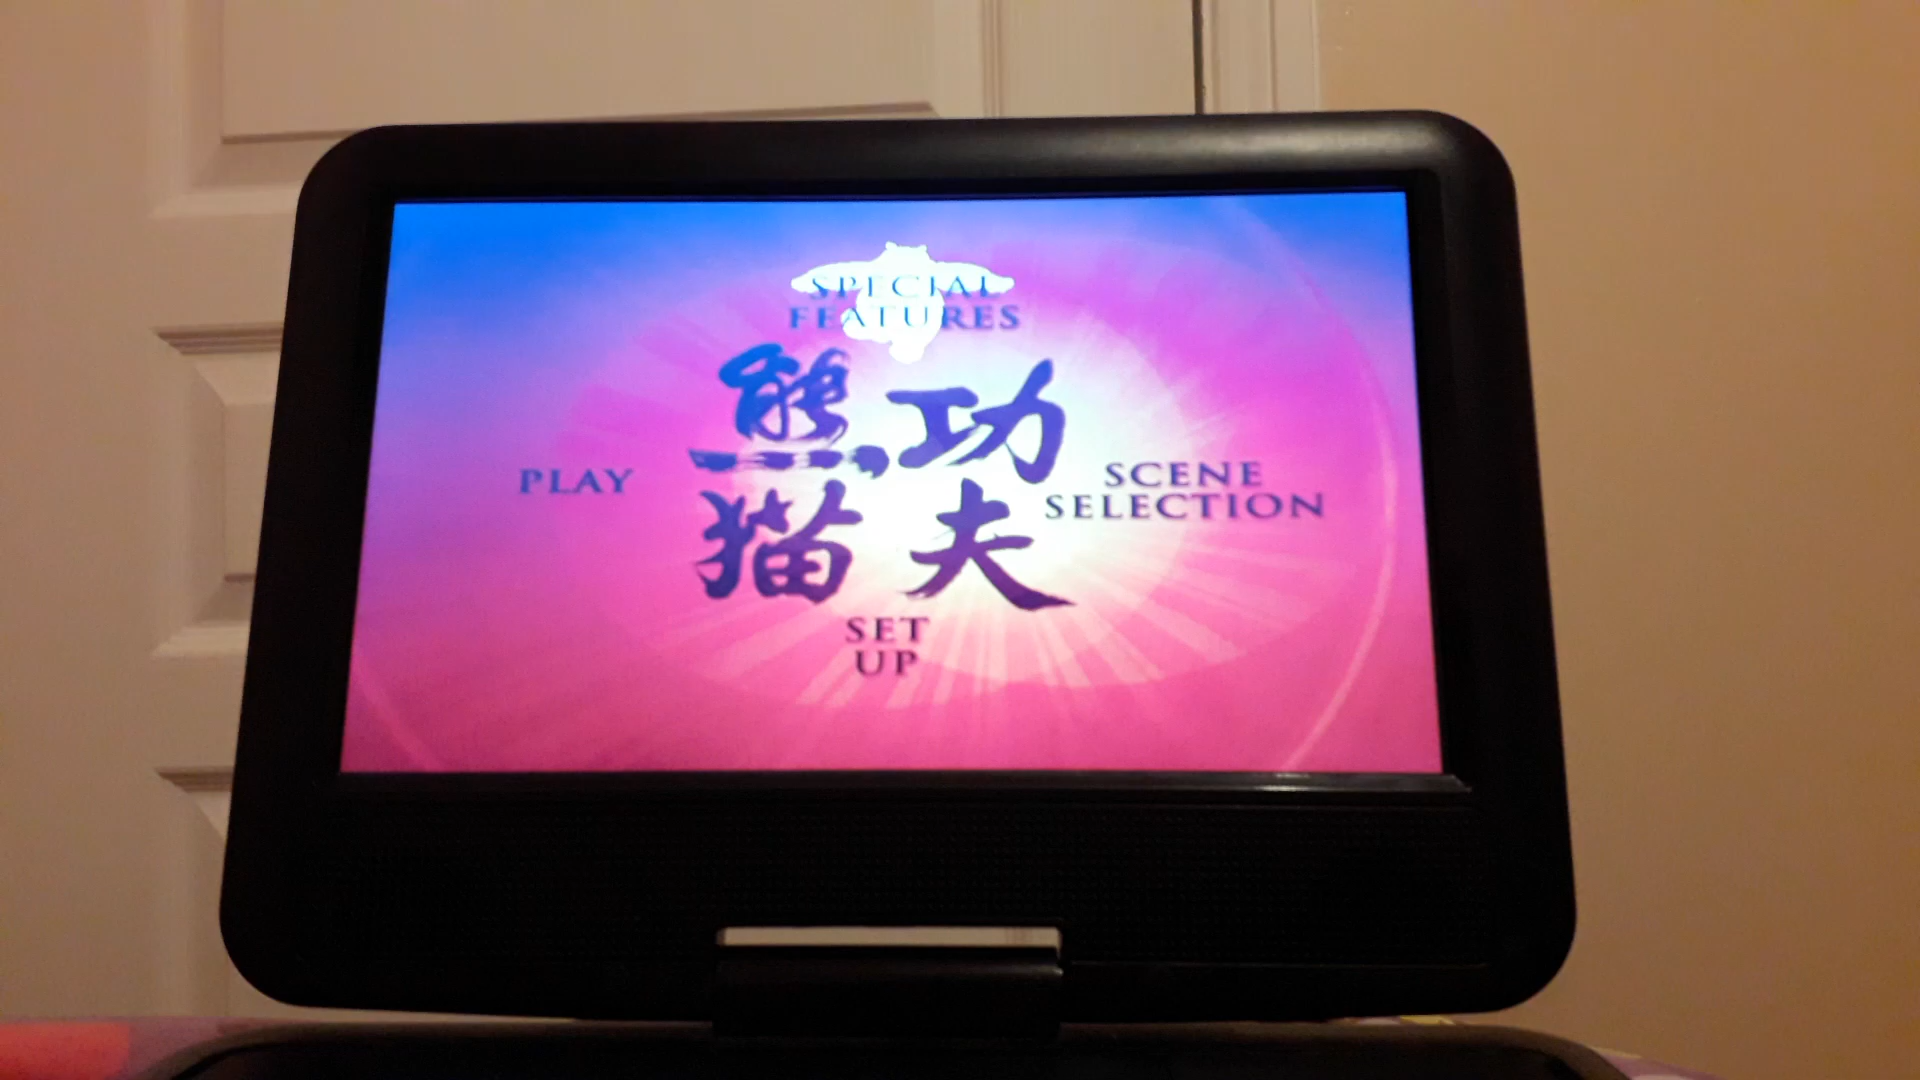 SPECIAL
FEATURES
熊功
猫夫
PLAY
SCENE
SELECTION
SET
UP